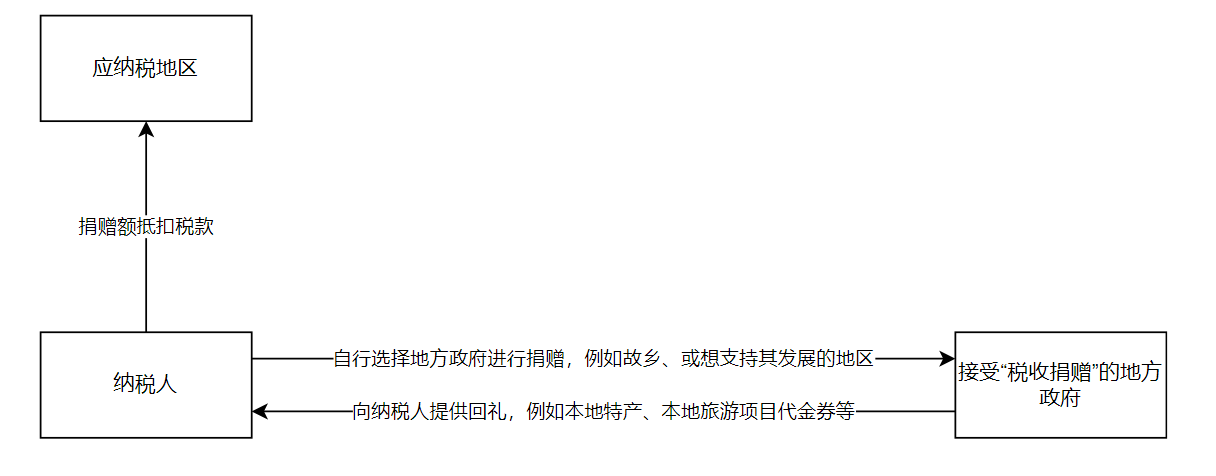 应纳税地区
捐赠额抵扣税款
纳税人
自行选择地方政府进行捐赠，例如故乡、或想支持其发展的地区
向纳税人提供回礼，例如本地特产、本地旅游项目代金券等
接受“税收捐赠”的地方
政府